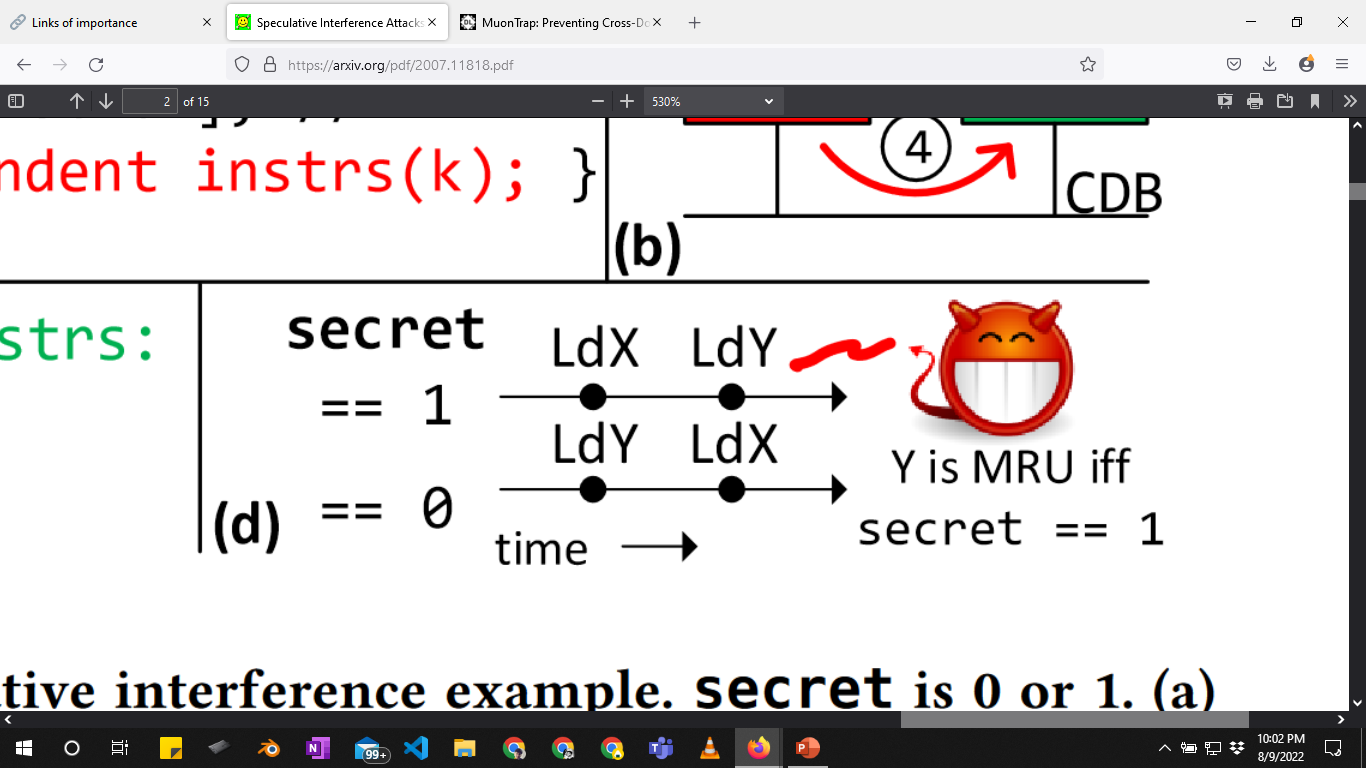 Links of importance
Speculative Interference Attacks
MuonTrap: Preventing Cross-Do
https://arxiv.org/pdf/2007.11818.pdf
2 of 15
530%
ndent instrs(k); }
4
CDB
(b)
strs:
secret
== 1
== 0
(d)
LdX LdY
LdY LdX
time
Y is MRU iff
secret == 1
tive interference example. secret is 0 or 1. (a)
99+
10:02 PM
8/9/2022